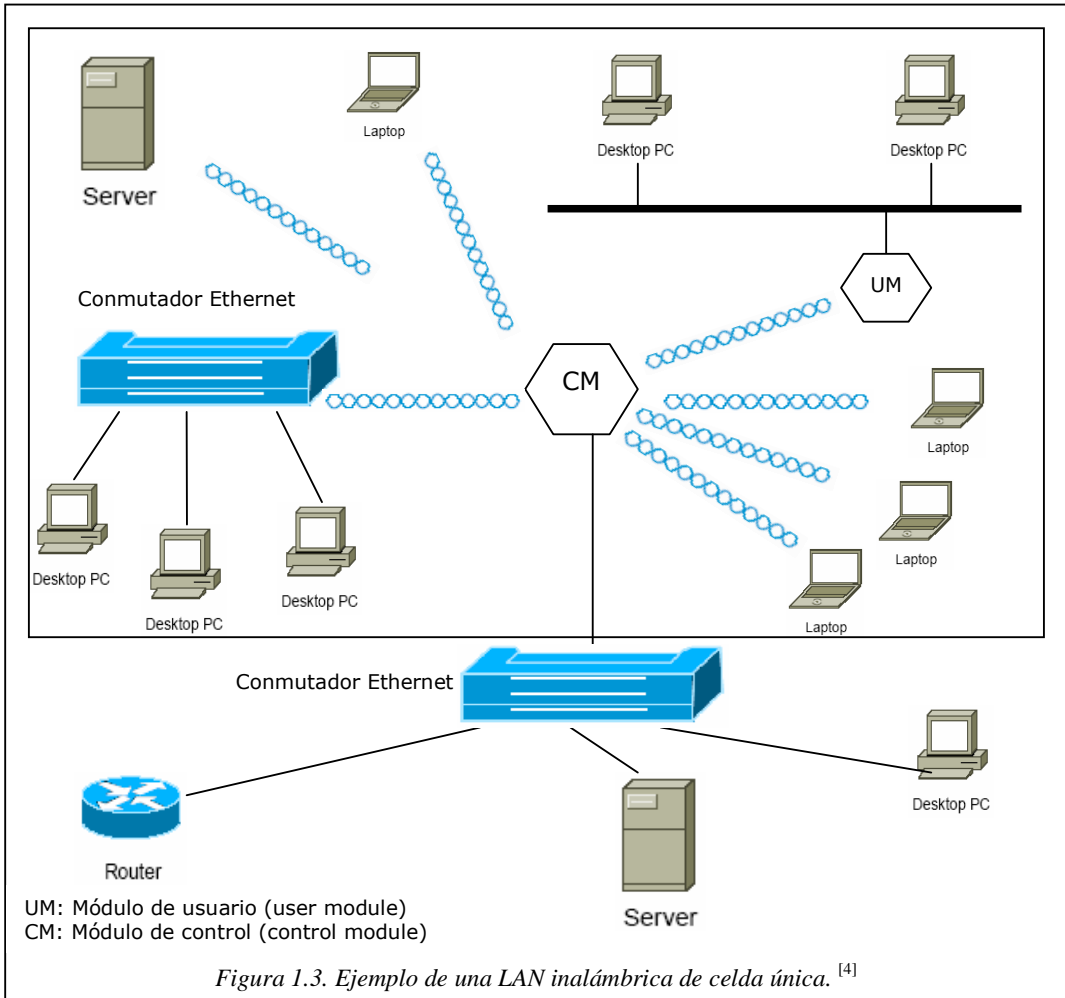 Laptop
Desktop PC
Desktop PC
Server
Conmutador Ethernet
UM
CM
Laptop
Laptop
Laptop
Desktop PC
Desktop PC
Desktop PC
Conmutador Ethernet
Desktop PC
Router
Server
UM: Módulo de usuario (user module)
CM: Módulo de control (control module)
Figura 1.3. Ejemplo de una LAN inalámbrica de celda única. [4]